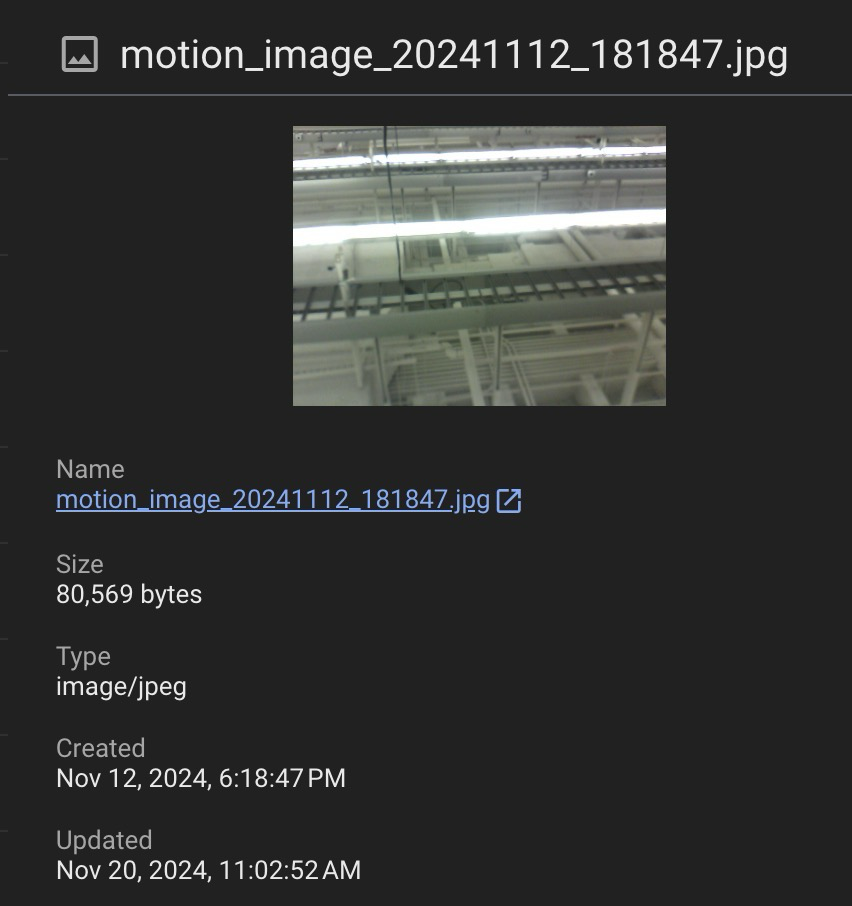 motion_image_20241112_181847.jpg
Name
motion_image_20241112_181847.jpg
Size
80,569 bytes
Type
image/jpeg
Created
Nov 12, 2024, 6:18:47 PM
Updated
Nov 20, 2024, 11:02:52 AM